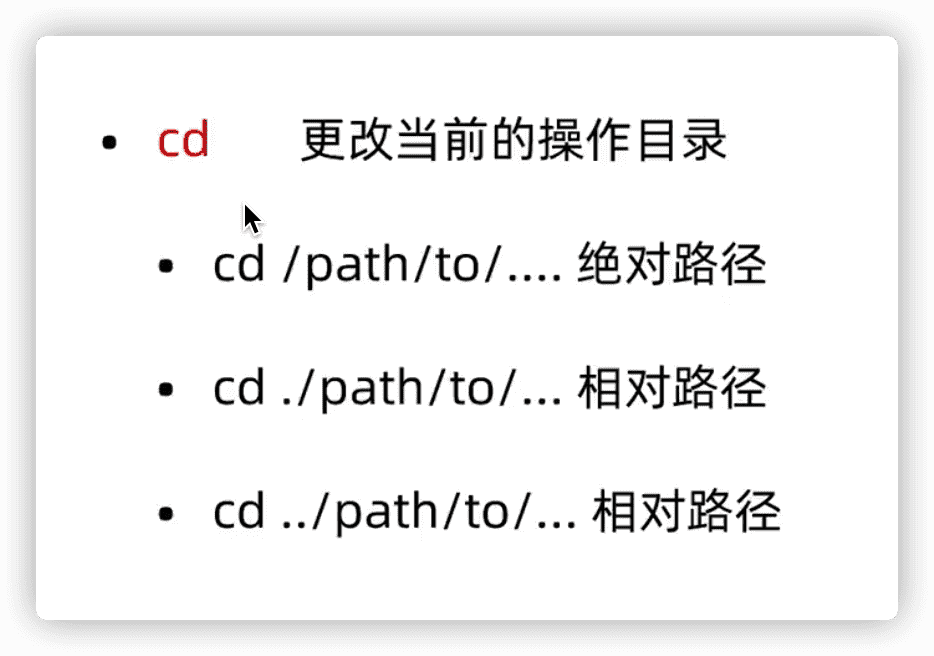 • cd 更改当前的操作目录
• cd /path/to/.... 绝对路径
• cd ./path/to/... 相对路径
• cd ../path/to/... 相对路径